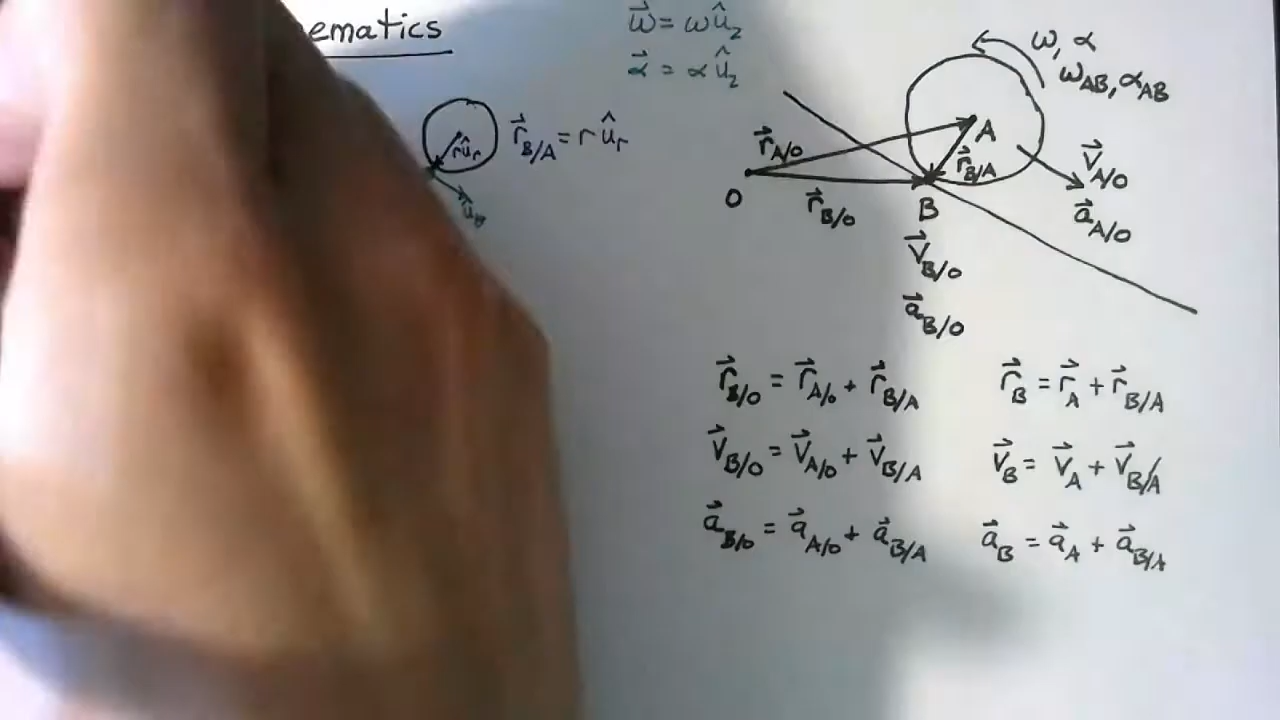 ematics
ω⃗ = ω û_z
α⃗ = α û_z
ω, α
ω_AB, α_AB
r û_r
r⃗_B/A = r û_r
û_θ
r⃗_A/O
A
r⃗_B/A
O
r⃗_B/O
B
v⃗_A/O
a⃗_A/O
v⃗_B/O
a⃗_B/O
r⃗_B/O = r⃗_A/O + r⃗_B/A
r⃗_B = r⃗_A + r⃗_B/A
v⃗_B/O = v⃗_A/O + v⃗_B/A
v⃗_B = v⃗_A + v⃗_B/A
a⃗_B/O = a⃗_A/O + a⃗_B/A
a⃗_B = a⃗_A + a⃗_B/A